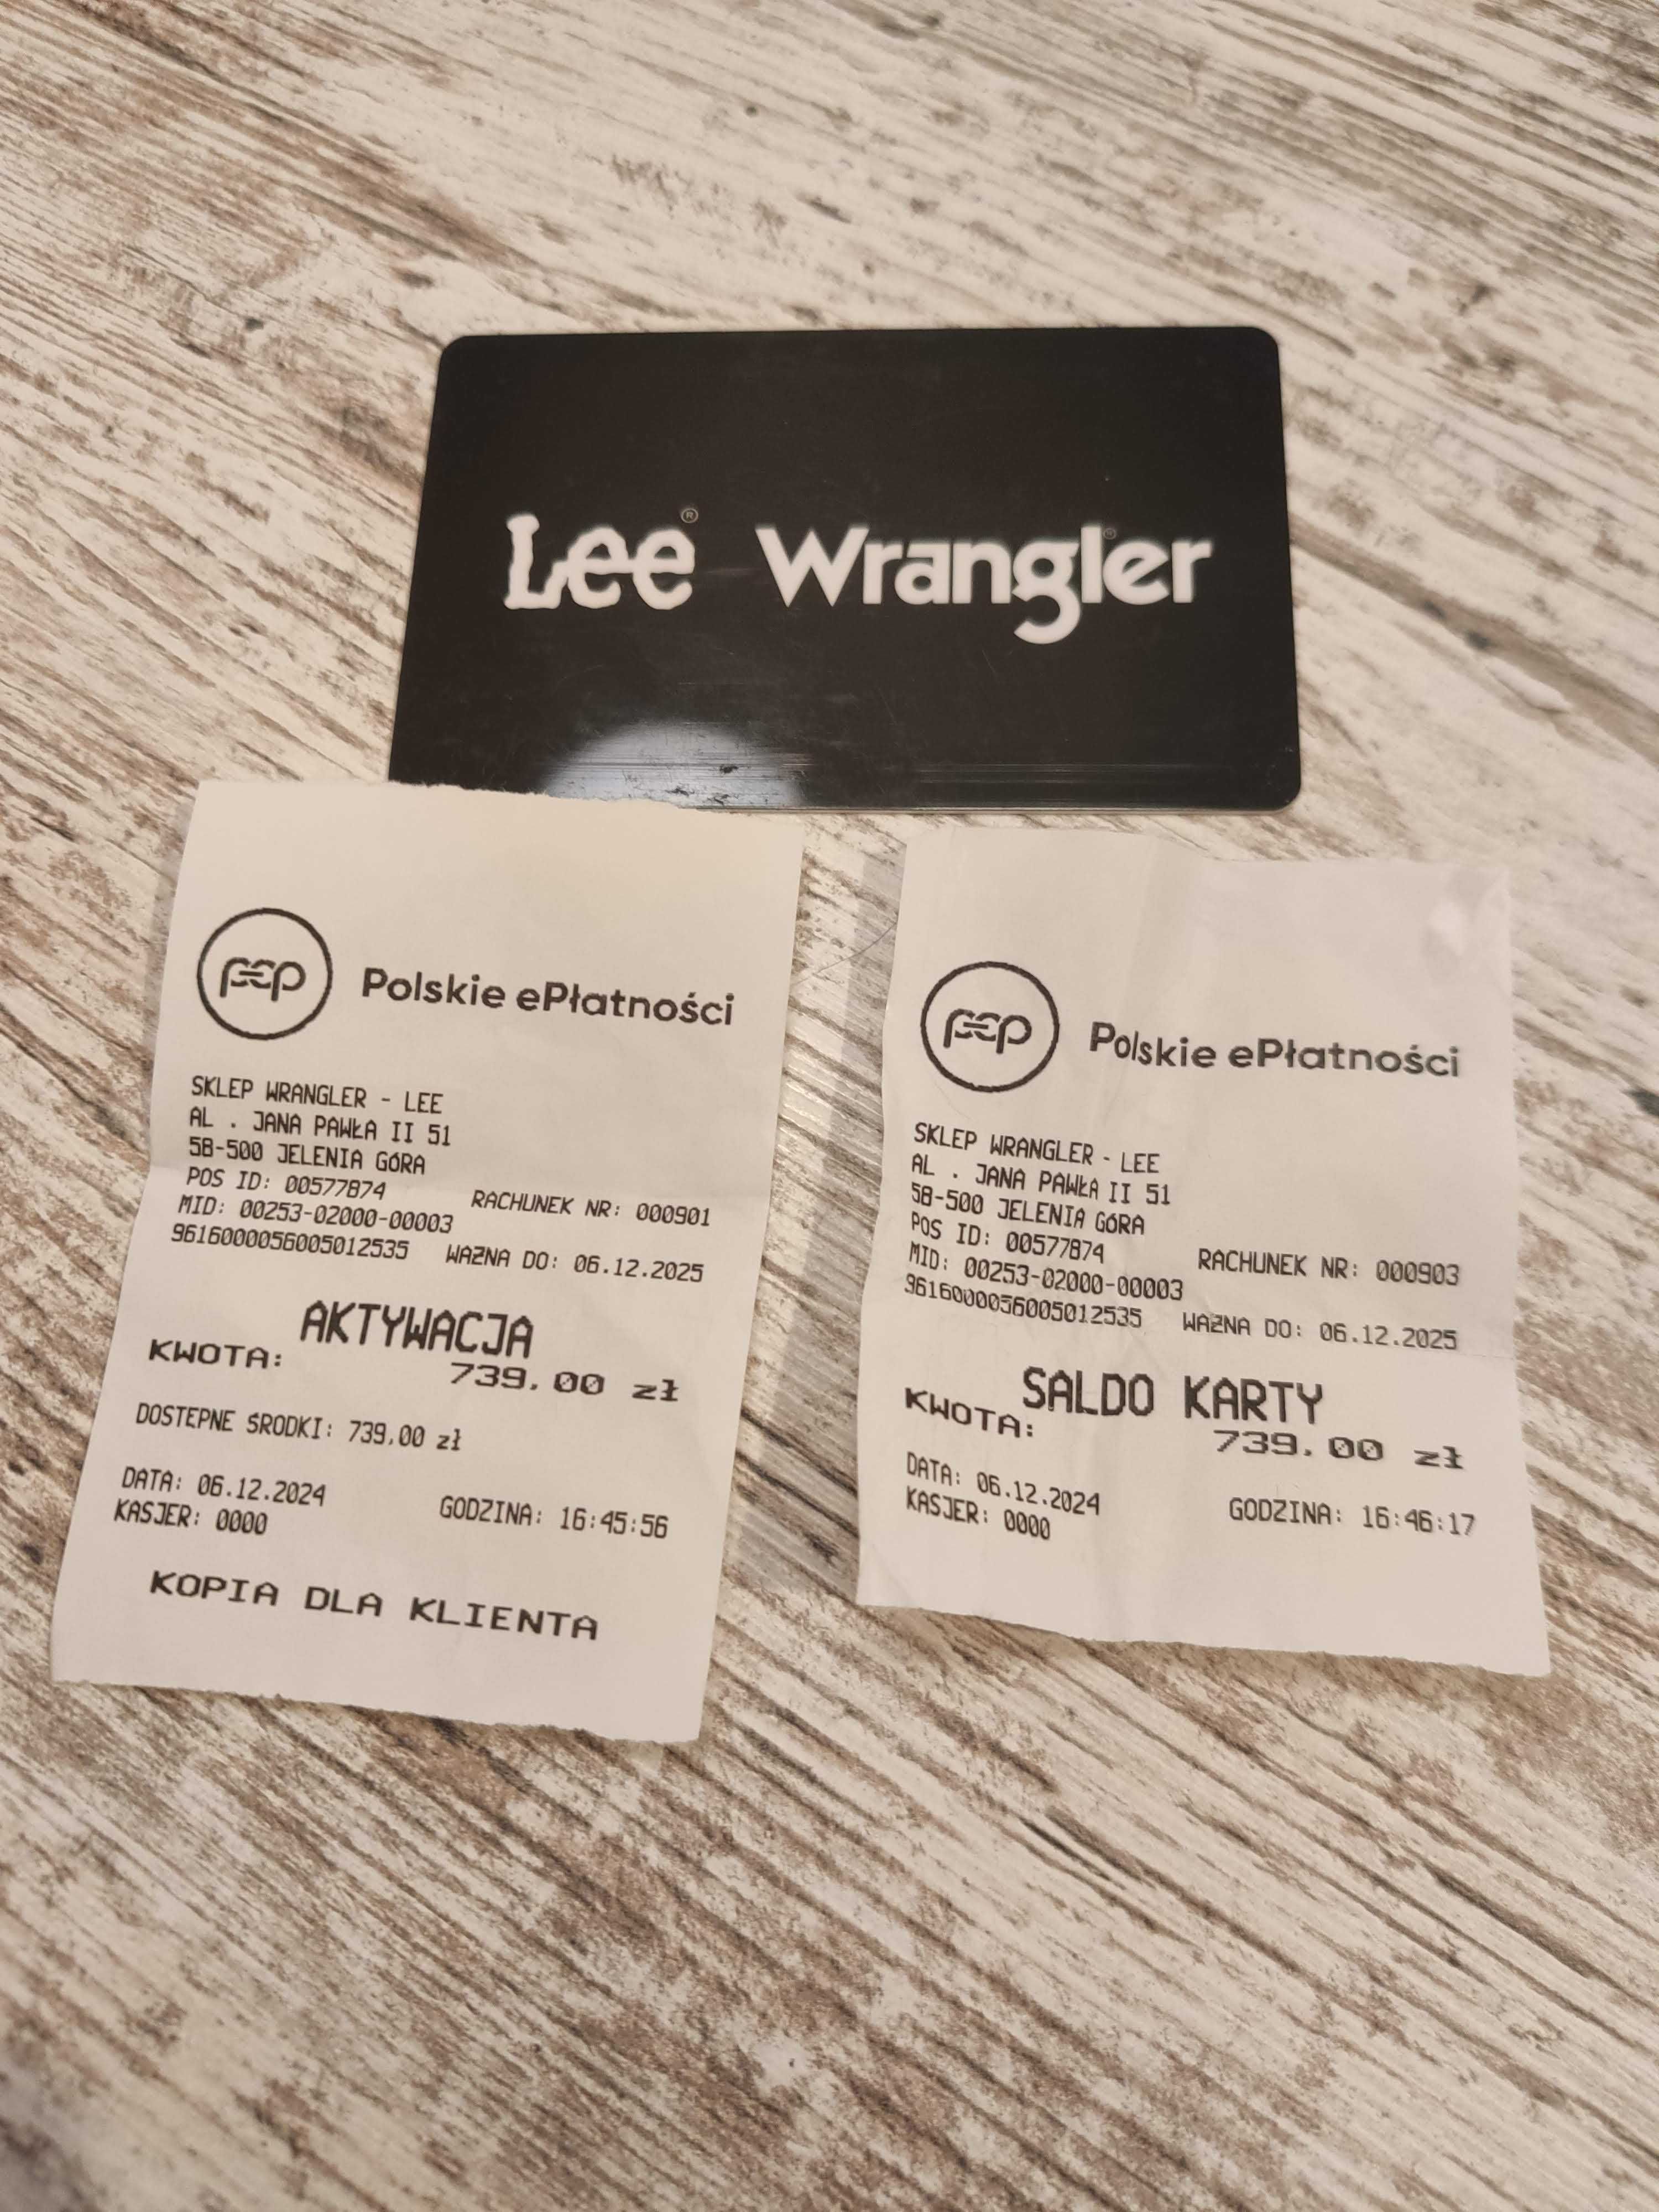 Lee® Wrangler®
pep Polskie ePłatności
SKLEP WRANGLER - LEE
AL . JANA PAWŁA II 51
58-500 JELENIA GÓRA
POS ID: 00577874
MID: 00253-02000-00003 RACHUNEK NR: 000901
9616000056005012535 WAŻNA DO: 06.12.2025
AKTYWACJA
KWOTA: 739.00 zł
DOSTEPNE ŚRODKI: 739,00 zł
DATA: 06.12.2024
KASJER: 0000 GODZINA: 16:45:56
KOPIA DLA KLIENTA
pep Polskie ePłatności
SKLEP WRANGLER - LEE
AL . JANA PAWŁA II 51
58-500 JELENIA GÓRA
POS ID: 00577874
MID: 00253-02000-00003 RACHUNEK NR: 000903
9616000056005012535 WAŻNA DO: 06.12.2025
SALDO KARTY
KWOTA: 739.00 zł
DATA: 06.12.2024
KASJER: 0000 GODZINA: 16:46:17